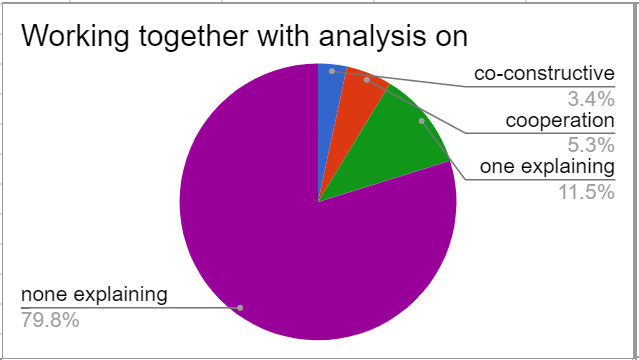 Working together with analysis on
co-constructive
3.4%
cooperation
5.3%
one explaining
11.5%
none explaining
79.8%